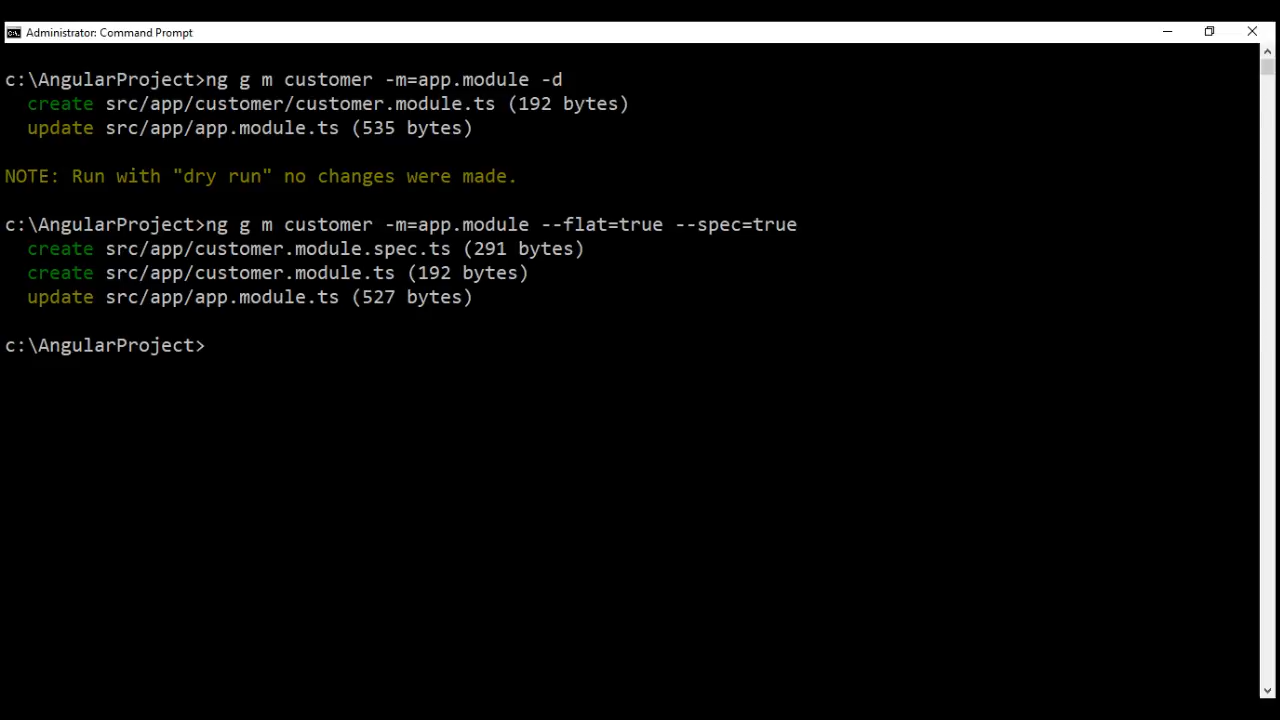 Administrator: Command Prompt
c:\AngularProject>ng g m customer -m=app.module -d
create src/app/customer/customer.module.ts (192 bytes)
update src/app/app.module.ts (535 bytes)
NOTE: Run with "dry run" no changes were made.
c:\AngularProject>ng g m customer -m=app.module --flat=true --spec=true
create src/app/customer.module.spec.ts (291 bytes)
create src/app/customer.module.ts (192 bytes)
update src/app/app.module.ts (527 bytes)
c:\AngularProject>